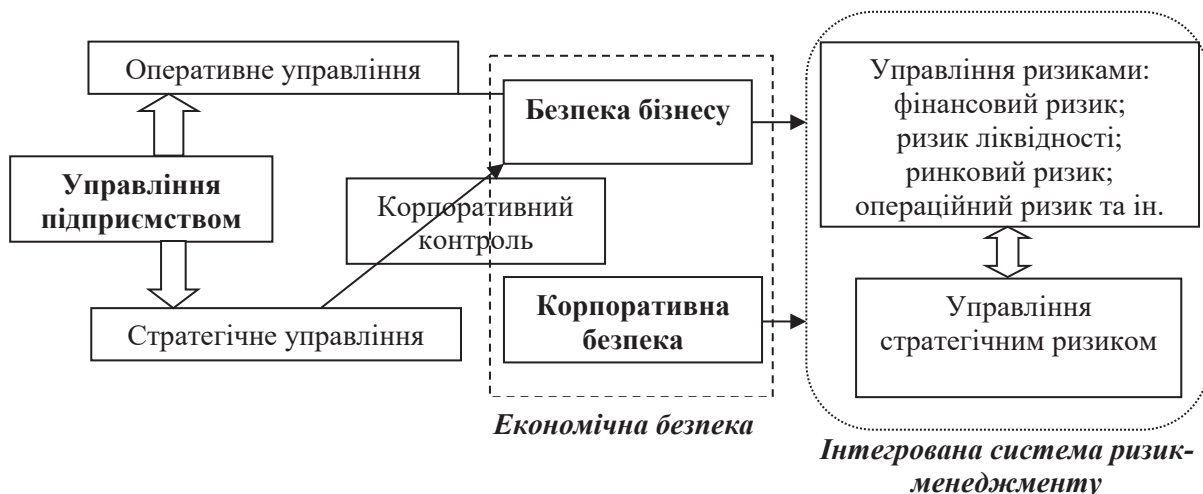 Оперативне управління
Управління
підприємством
Стратегічне управління
Корпоративний
контроль
Безпека бізнесу
Корпоративна
безпека
Економічна безпека
Управління ризиками:
фінансовий ризик;
ризик ліквідності;
ринковий ризик;
операційний ризик та ін.
Управління
стратегічним ризиком
Інтегрована система ризик-
менеджменту